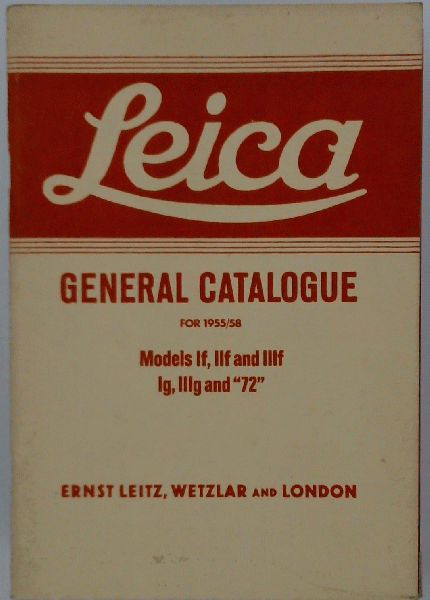 Leica
GENERAL CATALOGUE
FOR 1955/58
Models If, IIf and IIIf
Ig, IIIg and “72”
ERNST LEITZ, WETZLAR AND LONDON